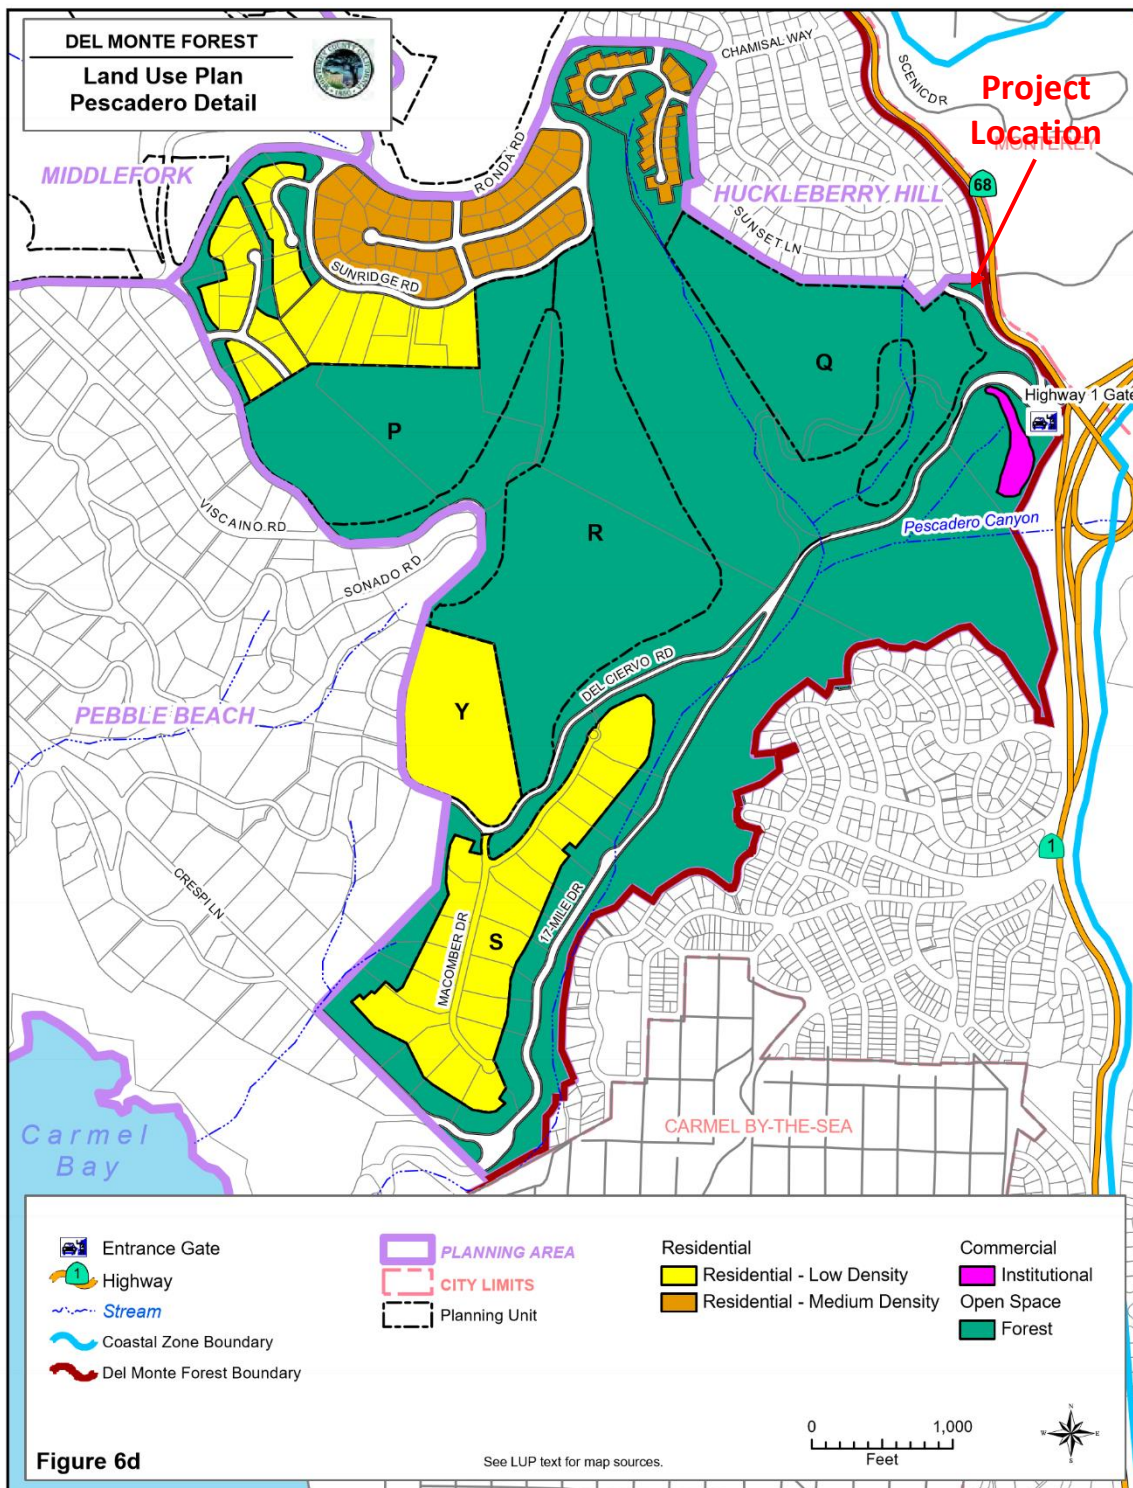 DEL MONTE FOREST
Land Use Plan
Pescadero Detail
CHAMISAL WAY
SCENIC DR
Project
Location
MONTEREY
MIDDLEFORK
RONDA RD
HUCKLEBERRY HILL
68
SUNSET LN
SUNRIDGE RD
Q
Highway 1 Gate
P
VISCAINO RD
Pescadero Canyon
R
SONADO RD
DEL CIERVO RD
Y
PEBBLE BEACH
1
CRESPI LN
17-MILE DR
S
MACOMBER DR
CARMEL BY-THE-SEA
Carmel
Bay
Entrance Gate
1
Highway
Stream
Coastal Zone Boundary
Del Monte Forest Boundary
PLANNING AREA
CITY LIMITS
Planning Unit
Residential
Residential - Low Density
Residential - Medium Density
Commercial
Institutional
Open Space
Forest
0 1,000
Feet
N
W E
S
Figure 6d
See LUP text for map sources.